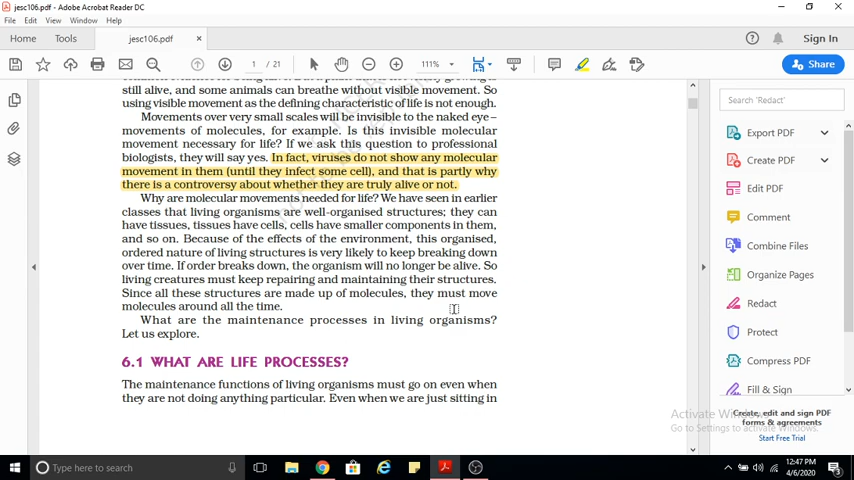 jesc106.pdf - Adobe Acrobat Reader DC
File Edit View Window Help
Home Tools jesc106.pdf × Sign In
1 / 21 111% Share
still alive, and some animals can breathe without visible movement. So
using visible movement as the defining characteristic of life is not enough.
Movements over very small scales will be invisible to the naked eye –
movements of molecules, for example. Is this invisible molecular
movement necessary for life? If we ask this question to professional
biologists, they will say yes. In fact, viruses do not show any molecular
movement in them (until they infect some cell), and that is partly why
there is a controversy about whether they are truly alive or not.
Why are molecular movements needed for life? We have seen in earlier
classes that living organisms are well-organised structures; they can
have tissues, tissues have cells, cells have smaller components in them,
and so on. Because of the effects of the environment, this organised,
ordered nature of living structures is very likely to keep breaking down
over time. If order breaks down, the organism will no longer be alive. So
living creatures must keep repairing and maintaining their structures.
Since all these structures are made up of molecules, they must move
molecules around all the time.
What are the maintenance processes in living organisms?
Let us explore.
6.1 WHAT ARE LIFE PROCESSES?
The maintenance functions of living organisms must go on even when
they are not doing anything particular. Even when we are just sitting in
Search 'Redact'
Export PDF
Create PDF
Edit PDF
Comment
Combine Files
Organize Pages
Redact
Protect
Compress PDF
Fill & Sign
Create, edit and sign PDF
forms & agreements
Start Free Trial
Activate Windows
Go to Settings to activate Windows.
Type here to search
12:47 PM
4/6/2020
3